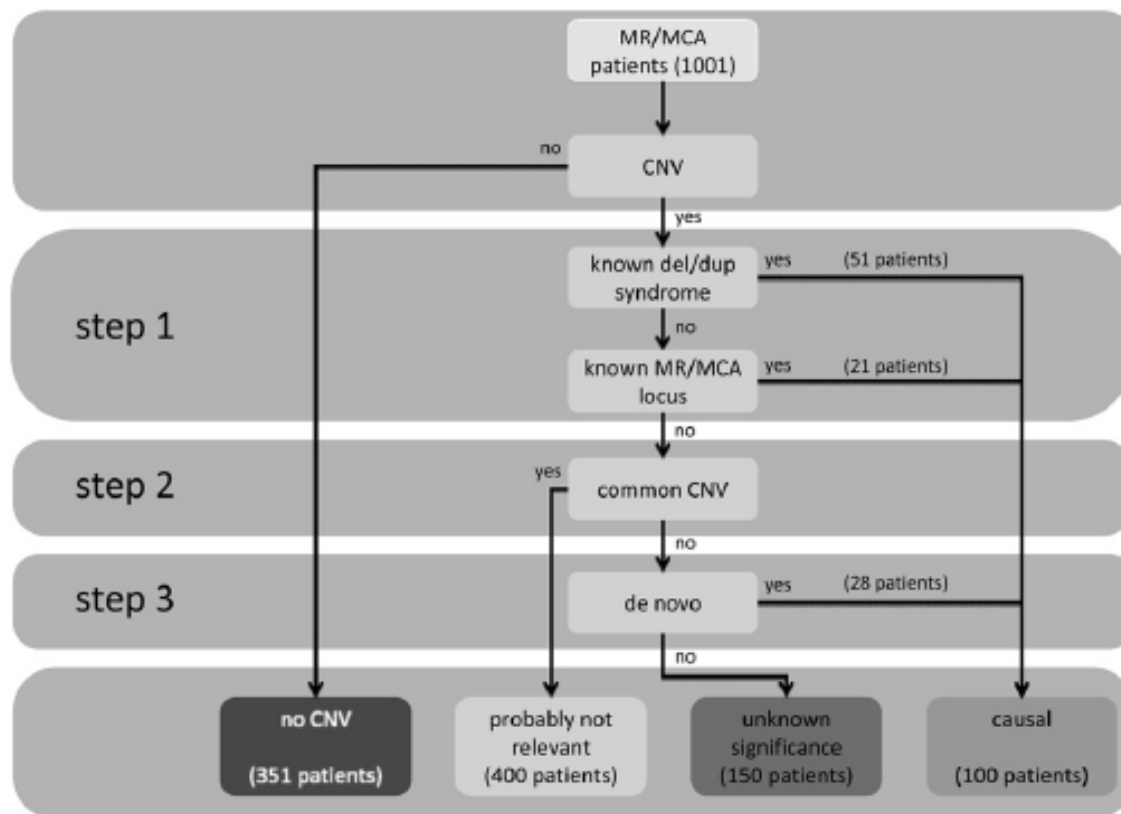 MR/MCA
patients (1001)
no
CNV
yes
step 1
known del/dup
syndrome
yes
(51 patients)
no
known MR/MCA
locus
yes
(21 patients)
no
step 2
yes
common CNV
no
step 3
de novo
yes
(28 patients)
no
no CNV
(351 patients)
probably not
relevant
(400 patients)
unknown
significance
(150 patients)
causal
(100 patients)